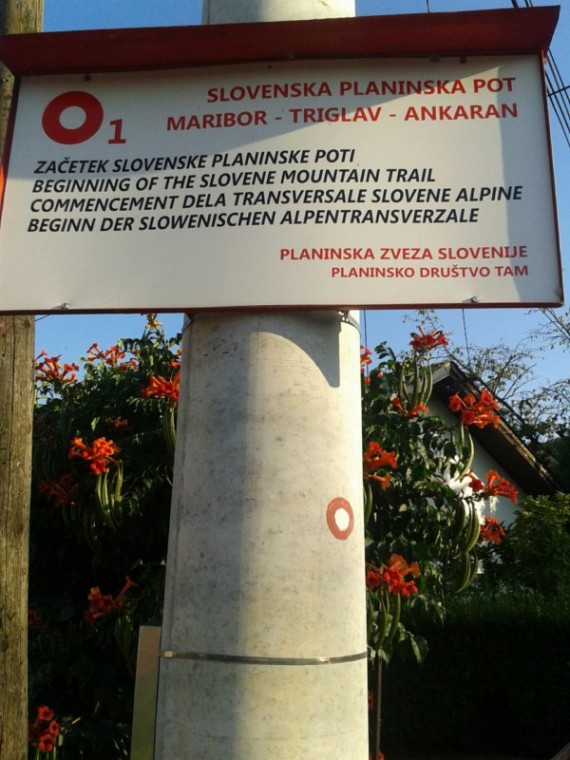 SLOVENSKA PLANINSKA POT
1
MARIBOR - TRIGLAV - ANKARAN
ZAČETEK SLOVENSKE PLANINSKE POTI
BEGINNING OF THE SLOVENE MOUNTAIN TRAIL
COMMENCEMENT DELA TRANSVERSALE SLOVENE ALPINE
BEGINN DER SLOWENISCHEN ALPENTRANSVERZALE
PLANINSKA ZVEZA SLOVENIJE
PLANINSKO DRUŠTVO TAM